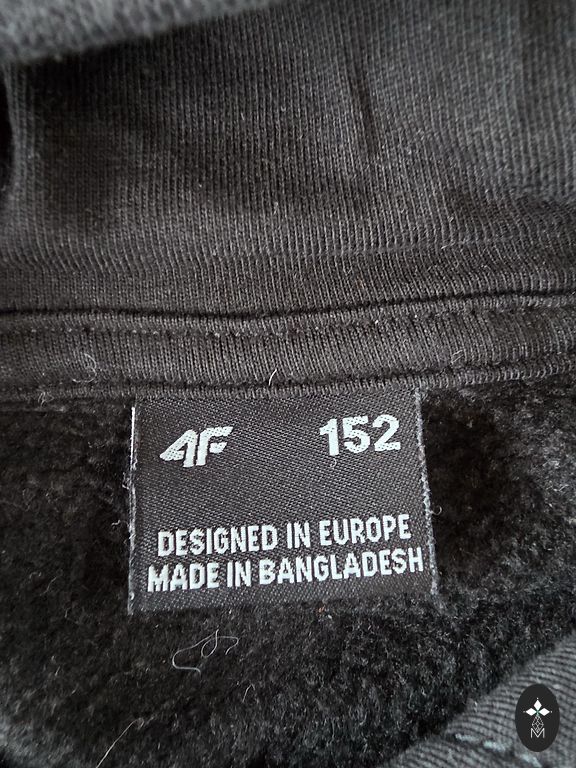 4F 152
DESIGNED IN EUROPE
MADE IN BANGLADESH
M